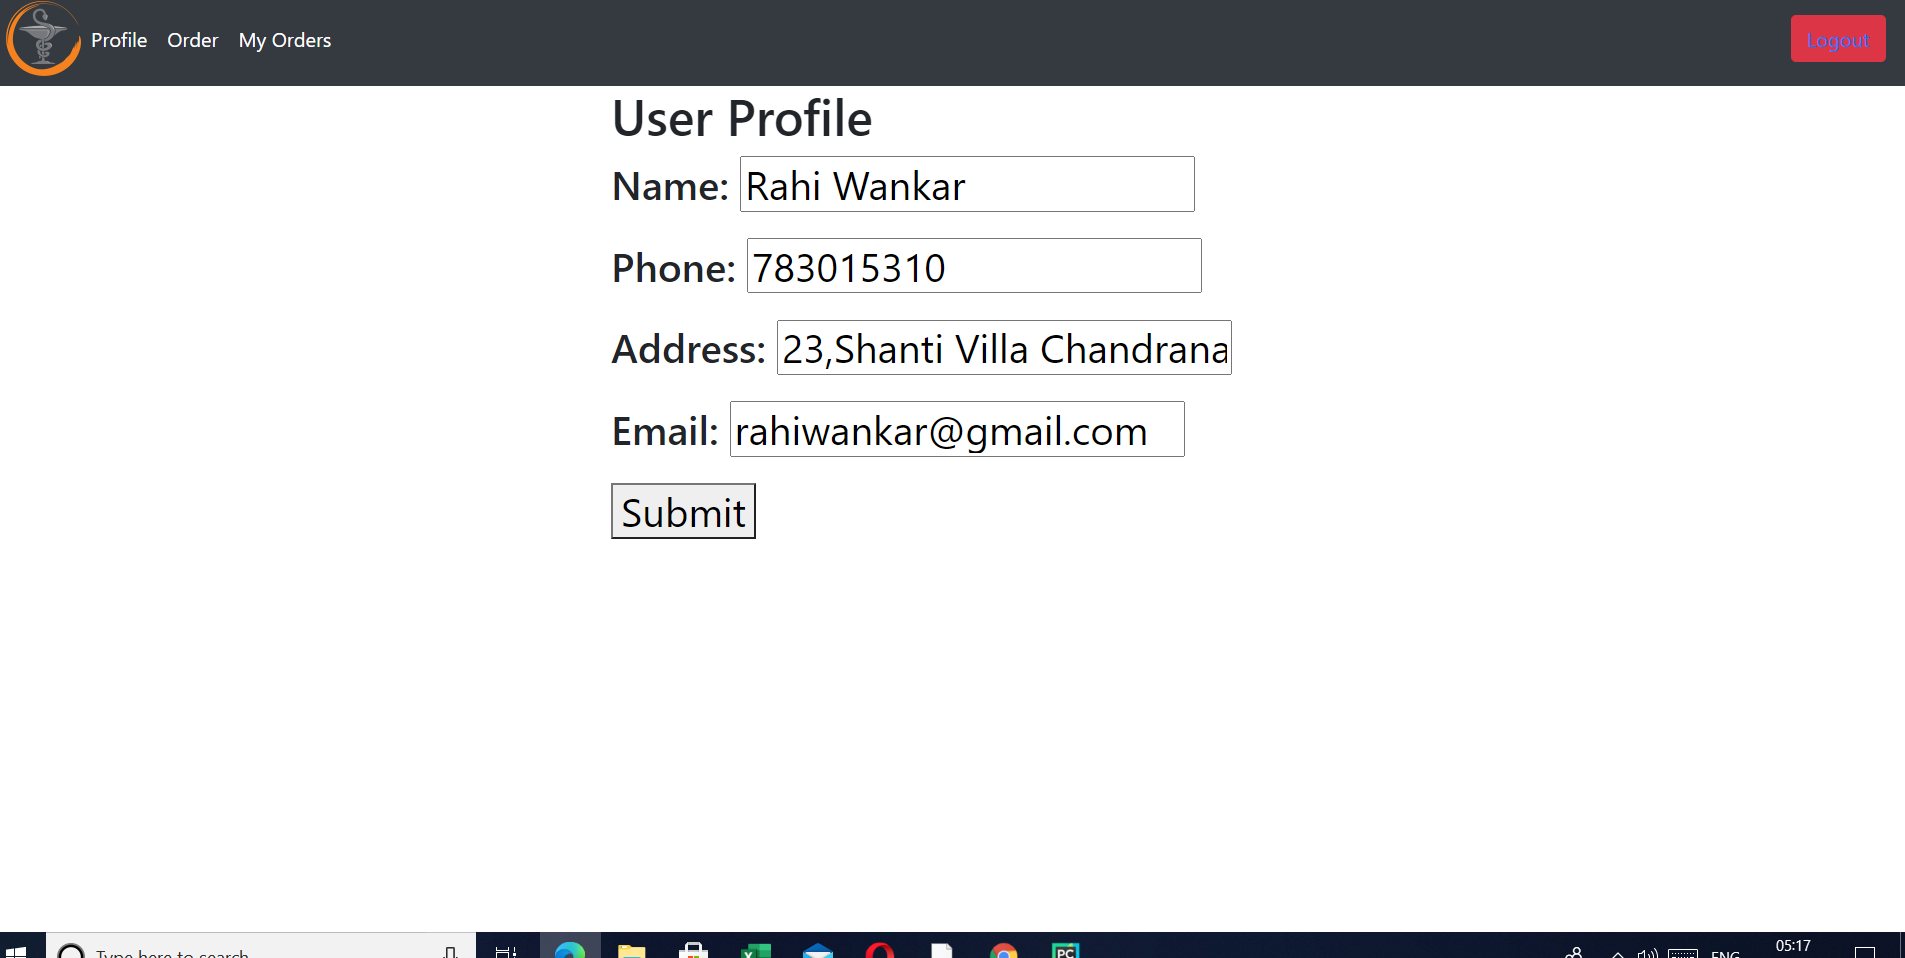 Profile Order My Orders Logout
User Profile
Name: Rahi Wankar
Phone: 783015310
Address: 23,Shanti Villa Chandrana
Email: rahiwankar@gmail.com
Submit
Type here to search
PC
ENG
05:17